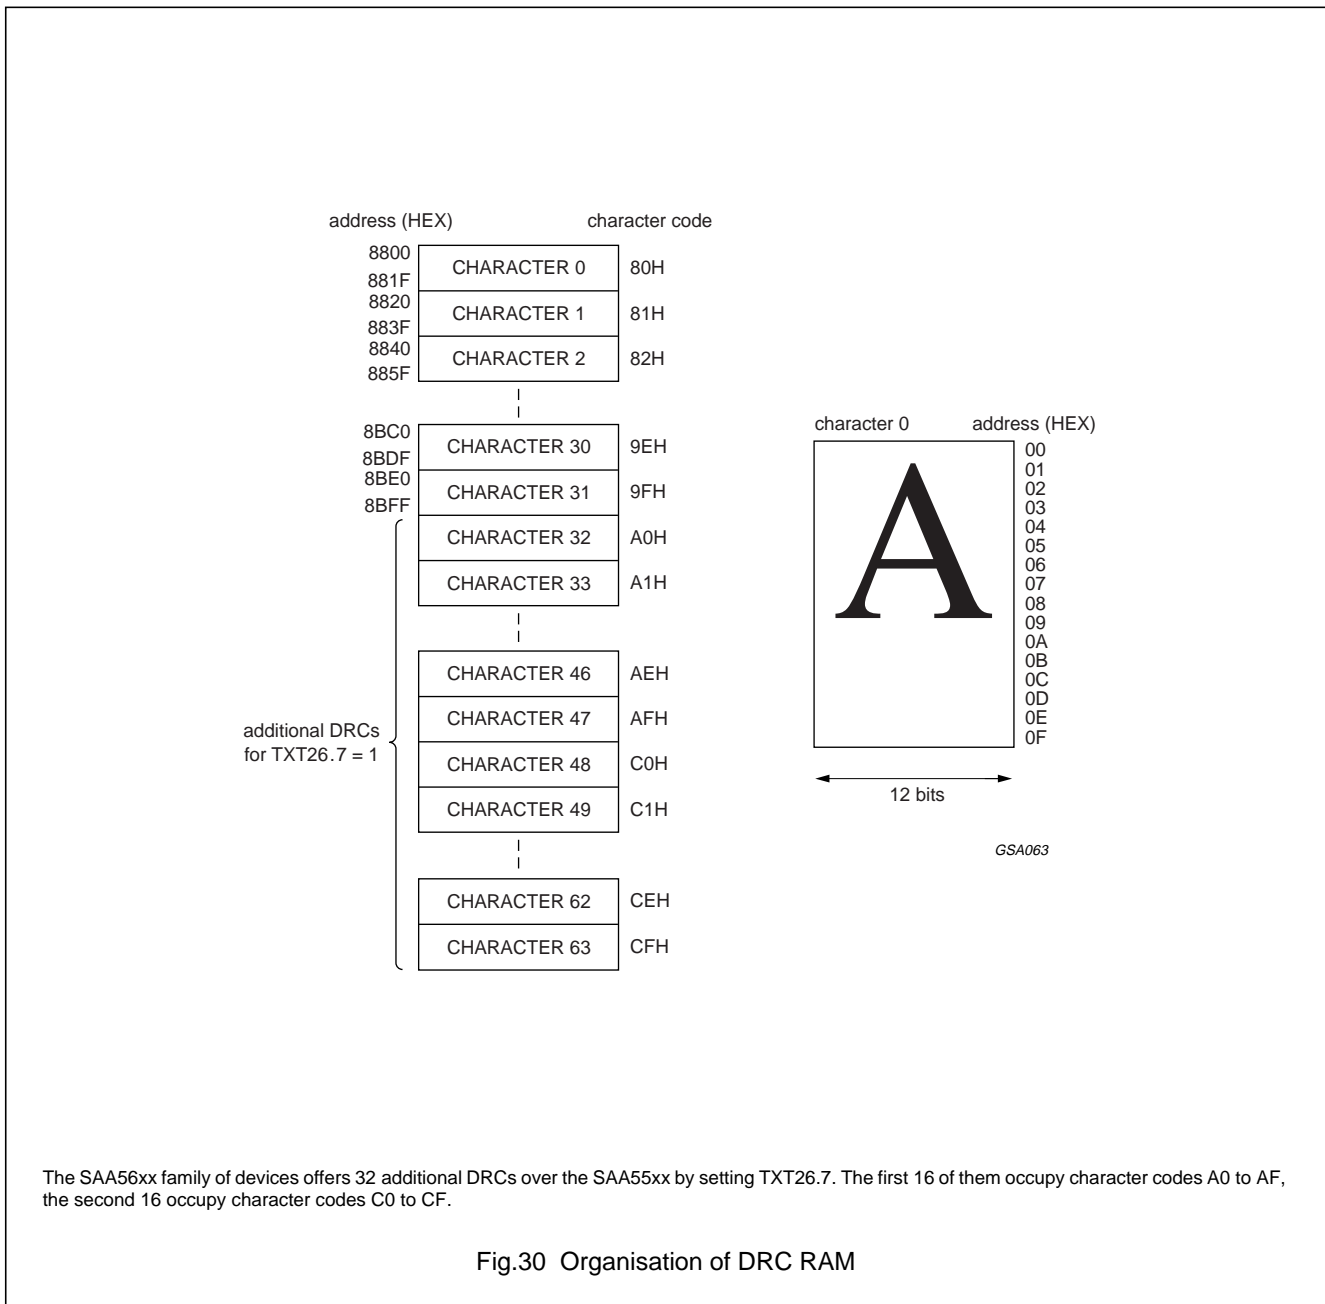 address (HEX) character code
8800
CHARACTER 0 80H
881F
8820
CHARACTER 1 81H
883F
8840
CHARACTER 2 82H
885F
8BC0
CHARACTER 30 9EH
8BDF
8BE0
CHARACTER 31 9FH
8BFF
CHARACTER 32 A0H
CHARACTER 33 A1H
CHARACTER 46 AEH
CHARACTER 47 AFH
additional DRCs
for TXT26.7 = 1
CHARACTER 48 C0H
CHARACTER 49 C1H
CHARACTER 62 CEH
CHARACTER 63 CFH
character 0 address (HEX)
A
00
01
02
03
04
05
06
07
08
09
0A
0B
0C
0D
0E
0F
12 bits
GSA063
The SAA56xx family of devices offers 32 additional DRCs over the SAA55xx by setting TXT26.7. The first 16 of them occupy character codes A0 to AF,
the second 16 occupy character codes C0 to CF.
Fig.30 Organisation of DRC RAM